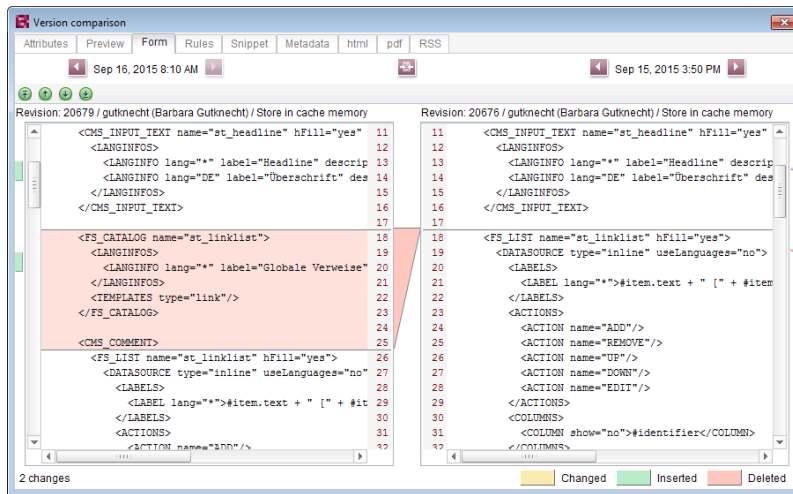 Version comparison
Attributes Preview Form Rules Snippet Metadata html pdf RSS
Sep 16, 2015 8:10 AM Sep 15, 2015 3:50 PM
Revision: 20679 / gutknecht (Barbara Gutknecht) / Store in cache memory
<CMS_INPUT_TEXT name="st_headline" hFill="yes" 11
<LANGINFOS> 12
<LANGINFO lang="*" label="Headline" descrip 13
<LANGINFO lang="DE" label="Überschrift" des 14
</LANGINFOS> 15
</CMS_INPUT_TEXT> 16
17
<FS_CATALOG name="st_linklist"> 18
<LANGINFOS> 19
<LANGINFO lang="*" label="Globale Verweise" 20
</LANGINFOS> 21
<TEMPLATES type="link"/> 22
</FS_CATALOG> 23
24
<CMS_COMMENT> 25
<FS_LIST name="st_linklist" hFill="yes"> 26
<DATASOURCE type="inline" useLanguages="no" 27
<LABELS> 28
<LABEL lang="*">#item.text + " [" + #it 29
</LABELS> 30
<ACTIONS> 31
<ACTION name="ADD"/> 32
Revision: 20676 / gutknecht (Barbara Gutknecht) / Store in cache memory
11 <CMS_INPUT_TEXT name="st_headline" hFill="yes"
12 <LANGINFOS>
13 <LANGINFO lang="*" label="Headline" descrip
14 <LANGINFO lang="DE" label="Überschrift" des
15 </LANGINFOS>
16 </CMS_INPUT_TEXT>
17
18 <FS_LIST name="st_linklist" hFill="yes">
19 <DATASOURCE type="inline" useLanguages="no">
20 <LABELS>
21 <LABEL lang="*">#item.text + " [" + #item
22 </LABELS>
23 <ACTIONS>
24 <ACTION name="ADD"/>
25 <ACTION name="REMOVE"/>
26 <ACTION name="UP"/>
27 <ACTION name="DOWN"/>
28 <ACTION name="EDIT"/>
29 </ACTIONS>
30 <COLUMNS>
31 <COLUMN show="no">#identifier</COLUMN>
32 </COLUMNS>
2 changes Changed Inserted Deleted